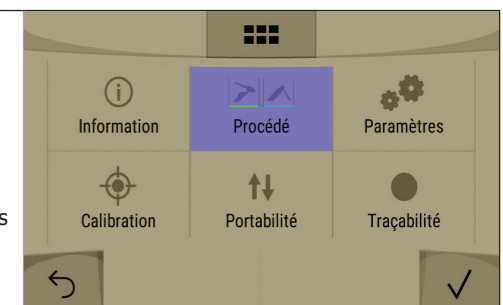 Information
Procédé
Paramètres
s
Calibration
Portabilité
Traçabilité